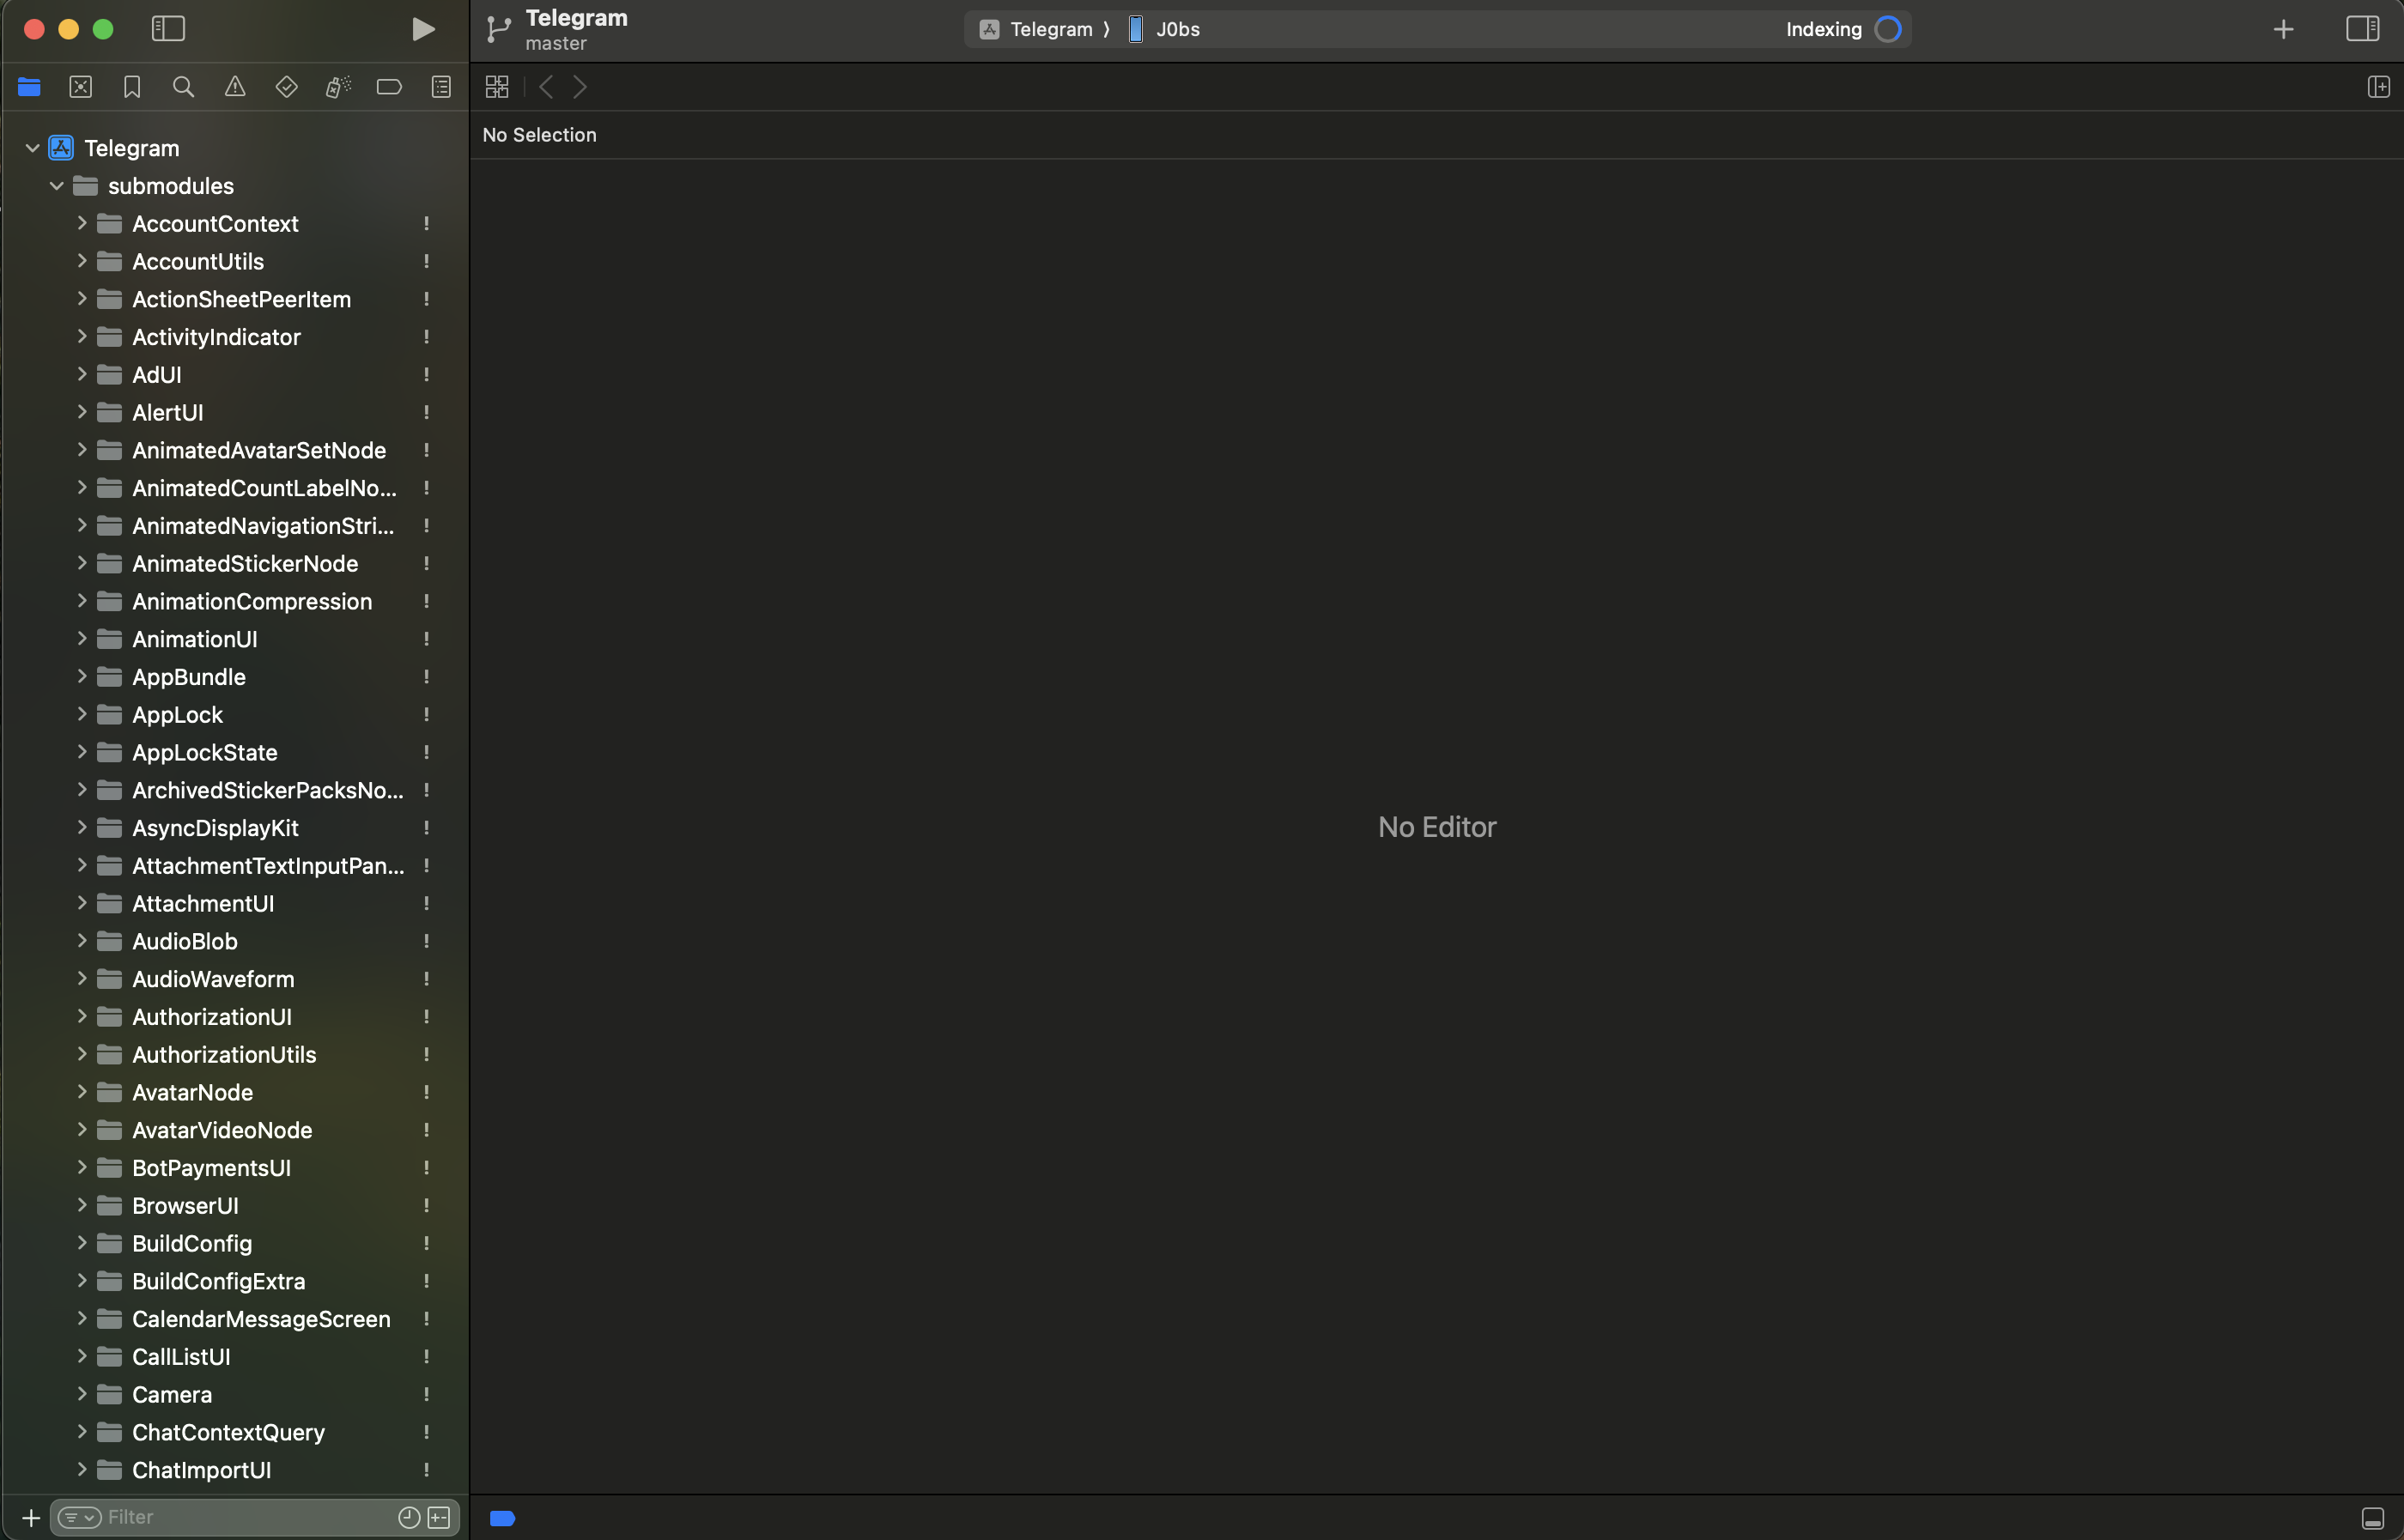 Telegram
master
Telegram ⟩ J0bs
Indexing
No Selection
Telegram
submodules
AccountContext !
AccountUtils !
ActionSheetPeerItem !
ActivityIndicator !
AdUI !
AlertUI !
AnimatedAvatarSetNode !
AnimatedCountLabelNo... !
AnimatedNavigationStri... !
AnimatedStickerNode !
AnimationCompression !
AnimationUI !
AppBundle !
AppLock !
AppLockState !
ArchivedStickerPacksNo... !
AsyncDisplayKit !
AttachmentTextInputPan... !
AttachmentUI !
AudioBlob !
AudioWaveform !
AuthorizationUI !
AuthorizationUtils !
AvatarNode !
AvatarVideoNode !
BotPaymentsUI !
BrowserUI !
BuildConfig !
BuildConfigExtra !
CalendarMessageScreen !
CallListUI !
Camera !
ChatContextQuery !
ChatImportUI !
Filter
No Editor